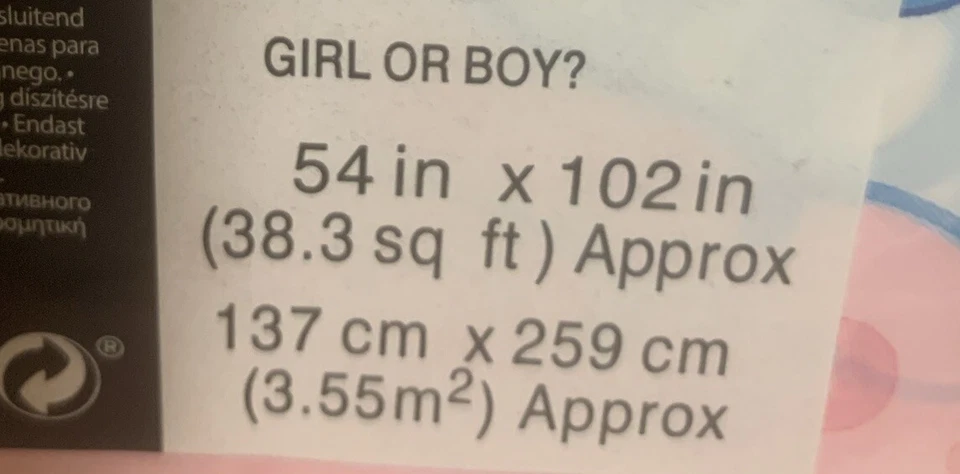 sluitend
enas para
nego. •
díszítésre
• Endast
lekorativ
ативного
σμητική
®
GIRL OR BOY?
54 in x 102 in
(38.3 sq ft ) Approx
137 cm x 259 cm
(3.55m²) Approx